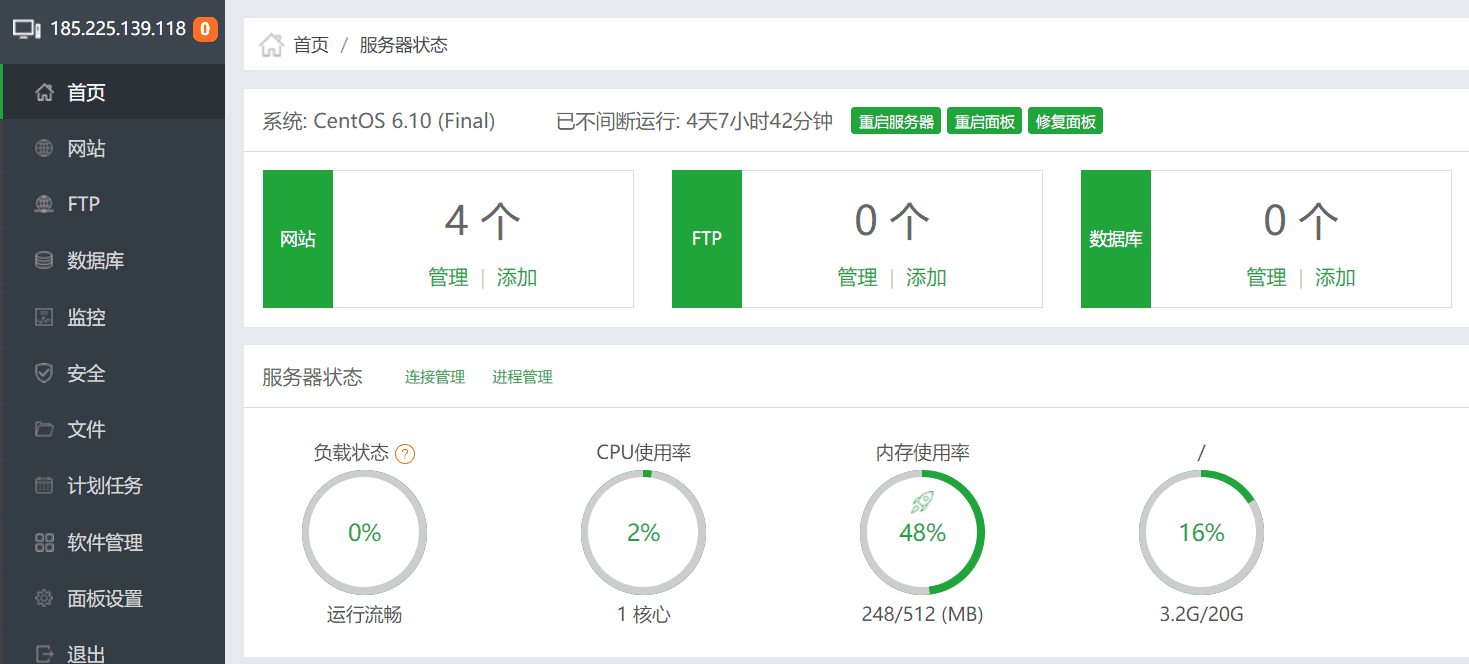 185.225.139.118 0
首页
网站
FTP
数据库
监控
安全
文件
计划任务
软件管理
面板设置
退出
首页 / 服务器状态
系统: CentOS 6.10 (Final) 已不间断运行: 4天7小时42分钟 重启服务器 重启面板 修复面板
网站 4 个 管理 | 添加
FTP 0 个 管理 | 添加
数据库 0 个 管理 | 添加
服务器状态 连接管理 进程管理
负载状态 ? CPU使用率 内存使用率 /
0% 2% 48% 16%
运行流畅 1 核心 248/512 (MB) 3.2G/20G